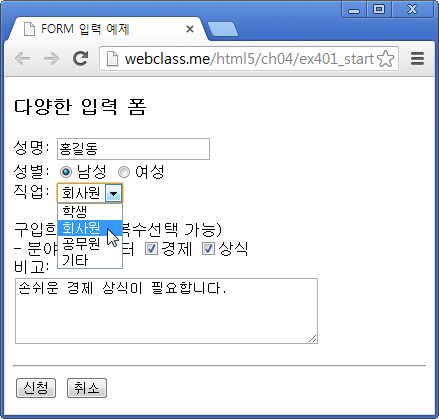 FORM 입력 예제
webclass.me/html5/ch04/ex401_start
다양한 입력 폼
성명: 홍길동
성별: 남성 여성
직업: 회사원
학생
회사원
공무원
기타
구입희 복수선택 가능)
- 분야 터 경제 상식
비고:
손쉬운 경제 상식이 필요합니다.
신청 취소